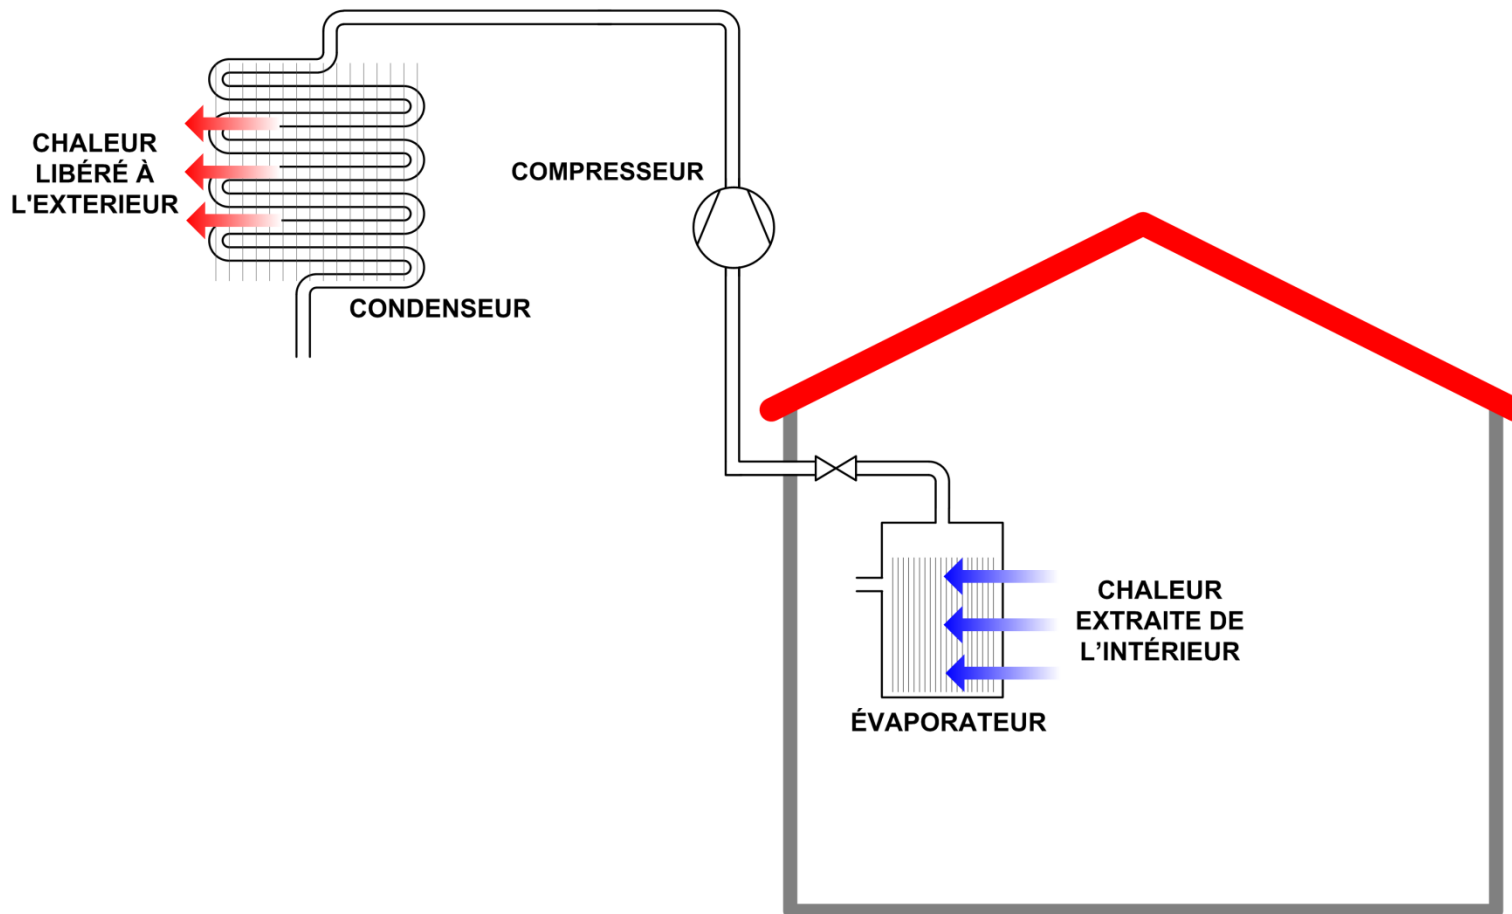 CHALEUR
LIBÉRÉ À
L'EXTERIEUR
COMPRESSEUR
CONDENSEUR
CHALEUR
EXTRAITE DE
L’INTÉRIEUR
ÉVAPORATEUR